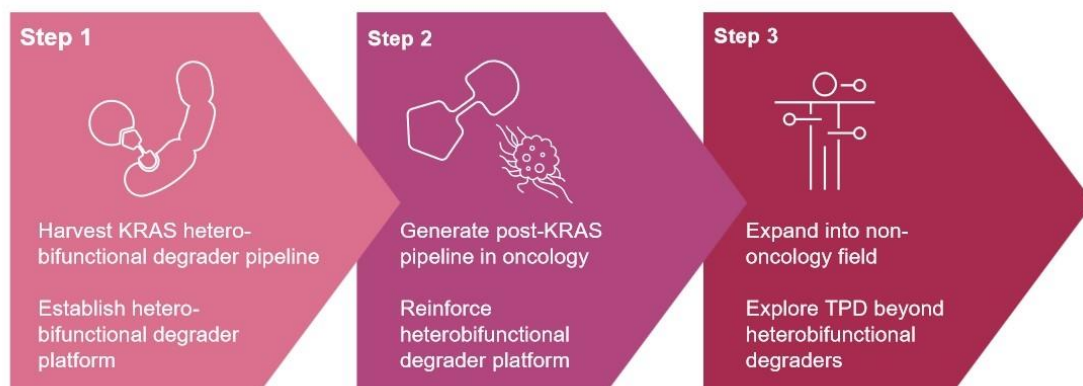 Step 1
Harvest KRAS hetero-
bifunctional degrader pipeline
Establish hetero-
bifunctional degrader
platform
Step 2
Generate post-KRAS
pipeline in oncology
Reinforce
heterobifunctional
degrader platform
Step 3
Expand into non-
oncology field
Explore TPD beyond
heterobifunctional
degraders